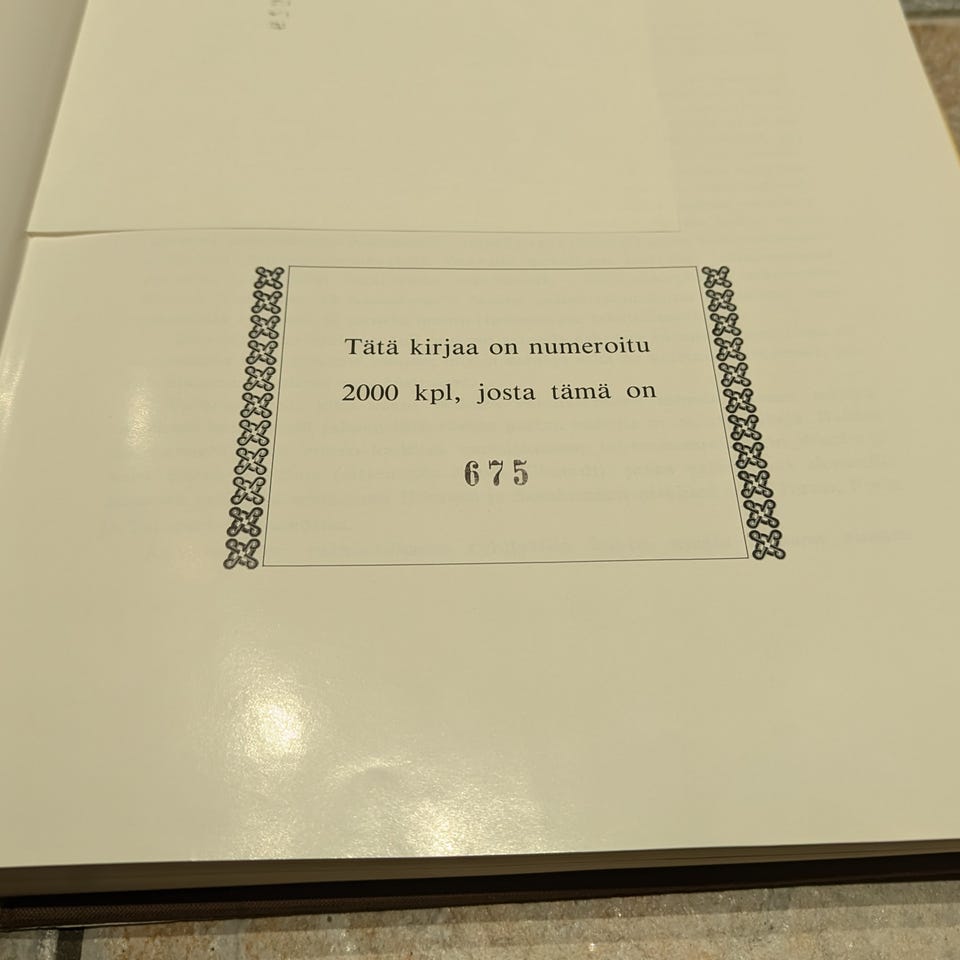 Tätä kirjaa on numeroitu
2000 kpl, josta tämä on
675